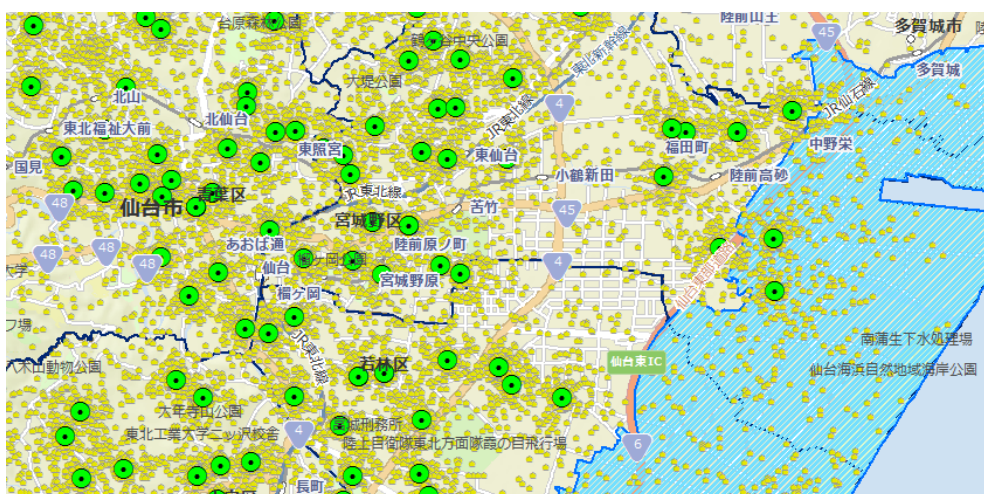 陸前山王
45
多賀城市
台原森林公園
鶴ヶ谷中央公園
東北新幹線
多賀城
大堤公園
北山
4
JR仙石線
JR東北線
北仙台
東北福祉大前
東照宮
東仙台
福田町
中野栄
国見
小鶴新田
陸前高砂
JR東北線
青葉区
48
仙台市
苦竹
45
宮城野区
あおば通
陸前原ノ町
48
48
48
仙台
榴ケ岡公園
宮城野原
4
大学
仙台東部道路
榴ケ岡
フ場
JR東北線
南蒲生下水処理場
八木山動物公園
若林区
仙台東IC
仙台海浜自然地域海岸公園
大年寺山公園
宮城刑務所
東北工業大学二ッ沢校舎
4
陸上自衛隊東北方面隊霞の目飛行場
6
長町